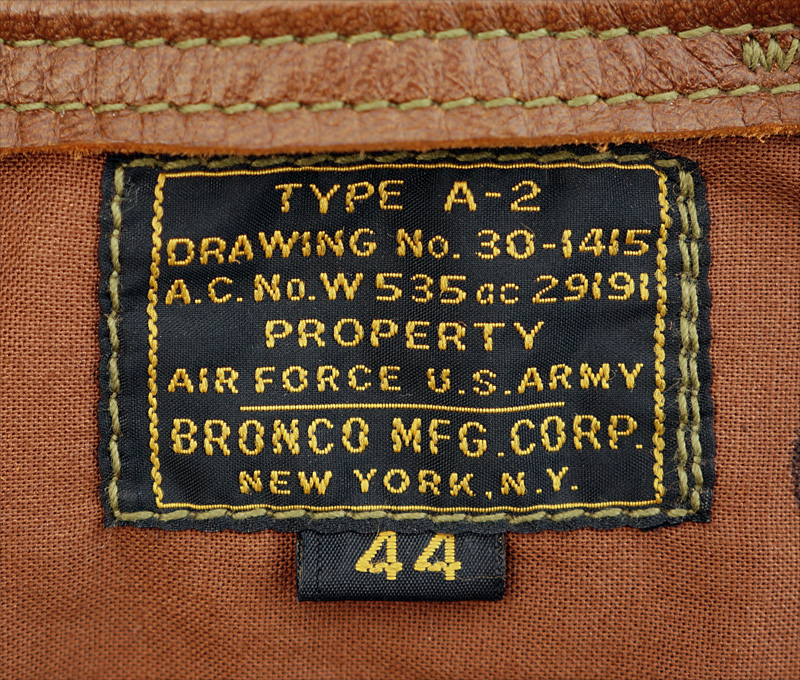 TYPE A-2
DRAWING No. 30-1415
A.C. No. W 535 ac 29191
PROPERTY
AIR FORCE U.S. ARMY
BRONCO MFG. CORP.
NEW YORK, N.Y.
44